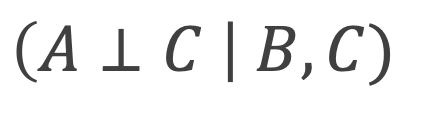 (A ⊥ C | B, C)